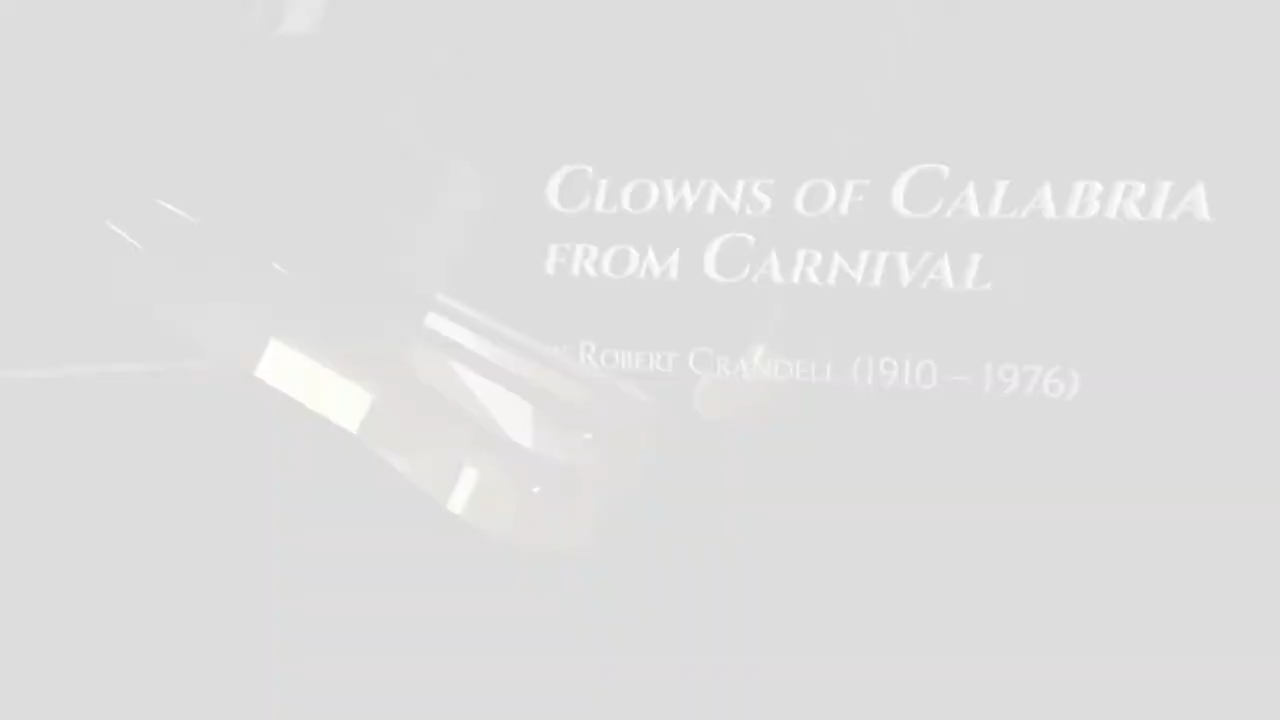 Clowns of Calabria
from Carnival
Robert Crandell (1910 – 1976)